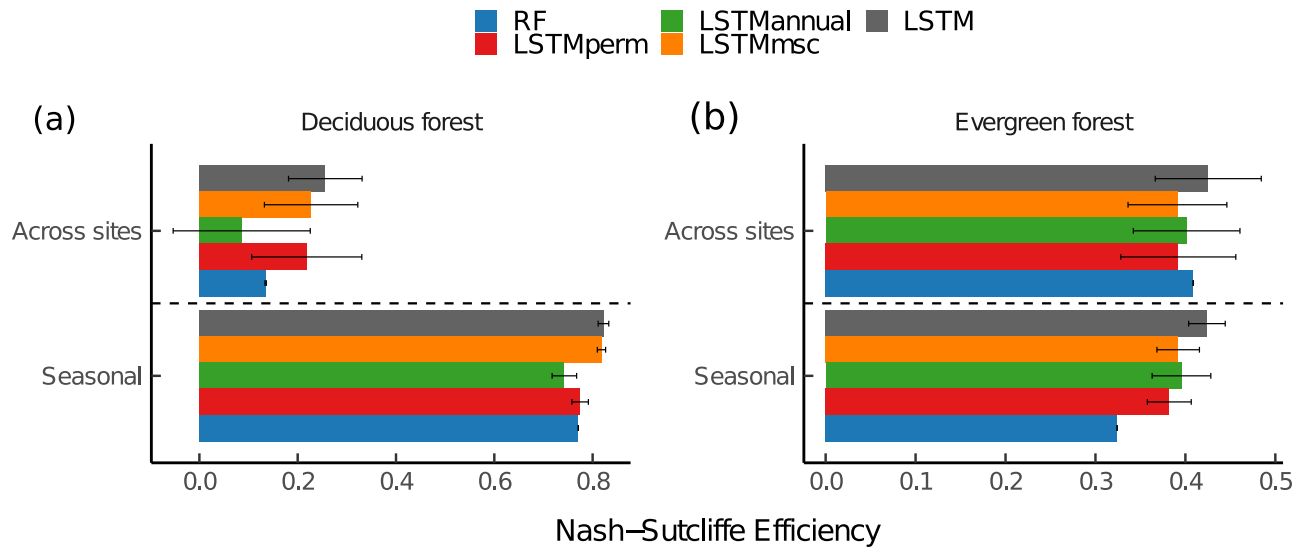 RF LSTMannual LSTM
LSTMperm LSTMmsc
(a) Deciduous forest
(b) Evergreen forest
Across sites
Seasonal
0.0 0.2 0.4 0.6 0.8
Across sites
Seasonal
0.0 0.1 0.2 0.3 0.4 0.5
Nash–Sutcliffe Efficiency